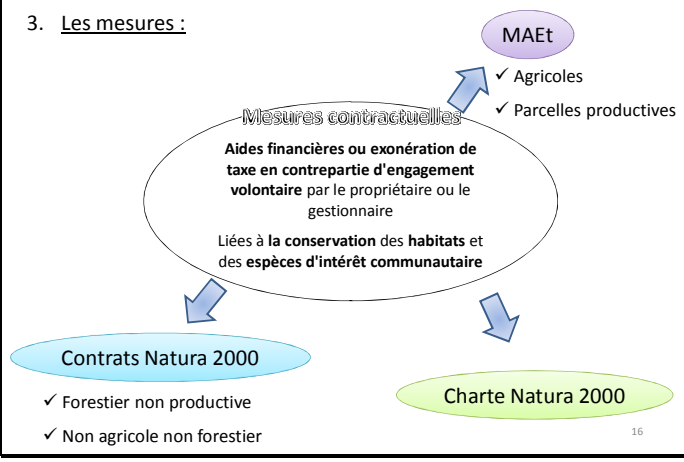 3. Les mesures :
MAEt
✓ Agricoles
✓ Parcelles productives
Mesures contractuelles
Aides financières ou exonération de
taxe en contrepartie d'engagement
volontaire par le propriétaire ou le
gestionnaire
Liées à la conservation des habitats et
des espèces d'intérêt communautaire
Contrats Natura 2000
✓ Forestier non productive
✓ Non agricole non forestier
Charte Natura 2000
16